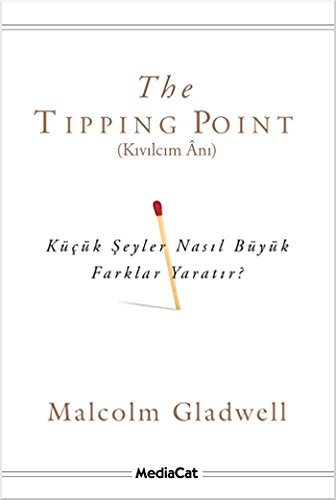 The
TIPPING POINT
(Kıvılcım Ânı)
Küçük Şeyler Nasıl Büyük
Farklar Yaratır?
Malcolm Gladwell
MediaCat